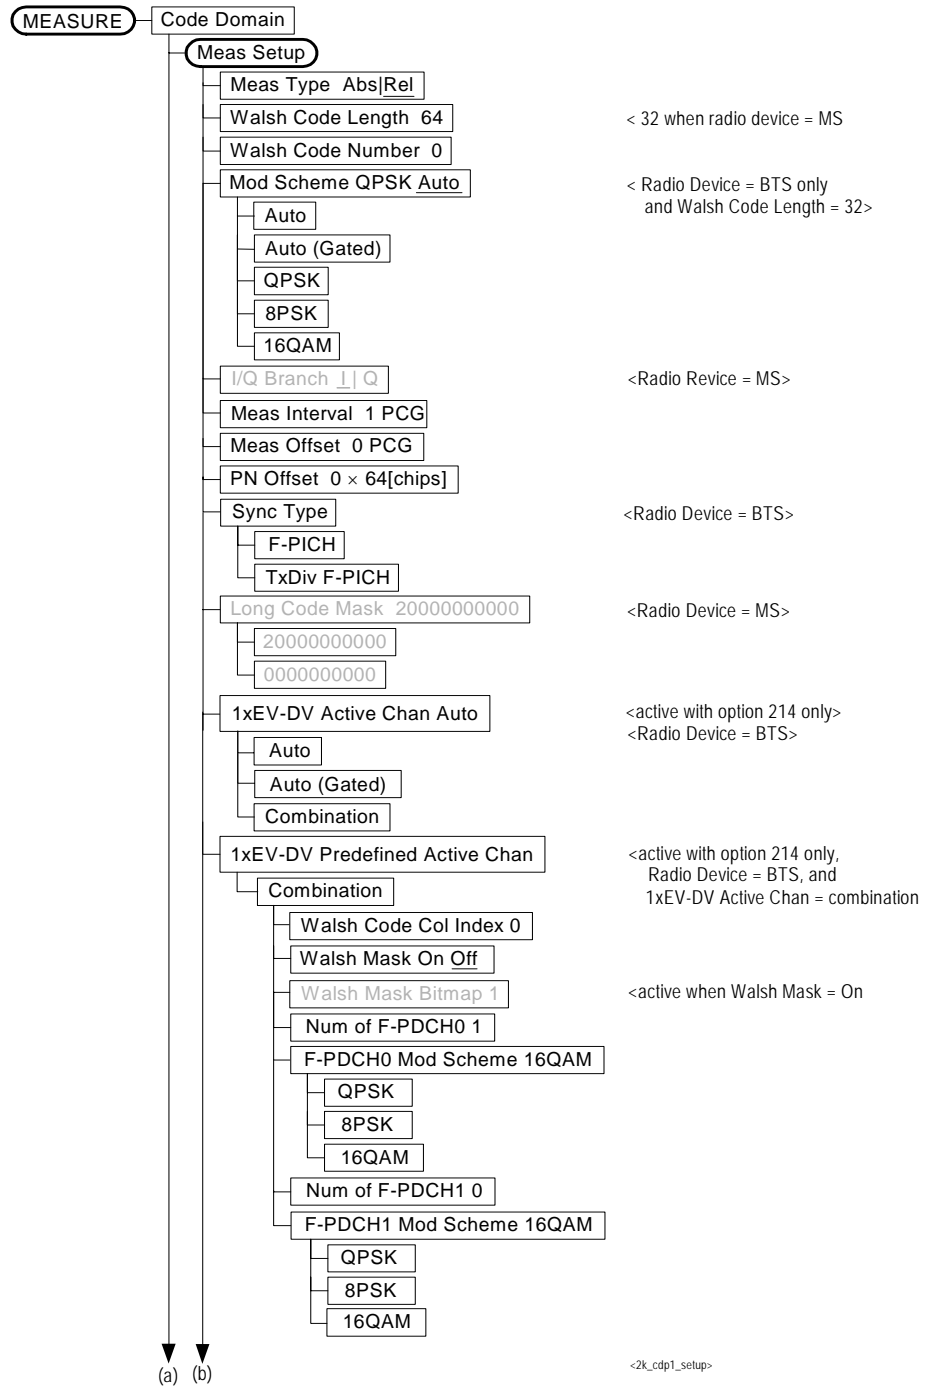 MEASURE Code Domain
Meas Setup
Meas Type Abs|Rel
Walsh Code Length 64 < 32 when radio device = MS
Walsh Code Number 0
Mod Scheme QPSK Auto < Radio Device = BTS only
and Walsh Code Length = 32>
Auto
Auto (Gated)
QPSK
8PSK
16QAM
I/Q Branch I | Q <Radio Revice = MS>
Meas Interval 1 PCG
Meas Offset 0 PCG
PN Offset 0 × 64[chips]
Sync Type <Radio Device = BTS>
F-PICH
TxDiv F-PICH
Long Code Mask 20000000000 <Radio Device = MS>
20000000000
0000000000
1xEV-DV Active Chan Auto <active with option 214 only>
<Radio Device = BTS>
Auto
Auto (Gated)
Combination
1xEV-DV Predefined Active Chan <active with option 214 only,
Radio Device = BTS, and
Combination 1xEV-DV Active Chan = combination
Walsh Code Col Index 0
Walsh Mask On Off
Walsh Mask Bitmap 1 <active when Walsh Mask = On
Num of F-PDCH0 1
F-PDCH0 Mod Scheme 16QAM
QPSK
8PSK
16QAM
Num of F-PDCH1 0
F-PDCH1 Mod Scheme 16QAM
QPSK
8PSK
16QAM
(a) (b) <2k_cdp1_setup>